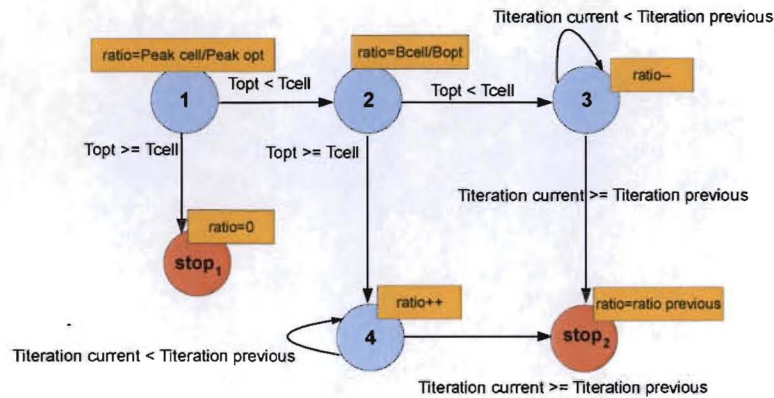 Titeration current < Titeration previous
ratio=Peak cell/Peak opt
ratio=Bcell/Bopt
ratio--
1
Topt < Tcell
2
Topt < Tcell
3
Topt >= Tcell
Topt >= Tcell
Titeration current >= Titeration previous
ratio=0
stop1
ratio++
ratio=ratio previous
4
stop2
Titeration current < Titeration previous
Titeration current >= Titeration previous